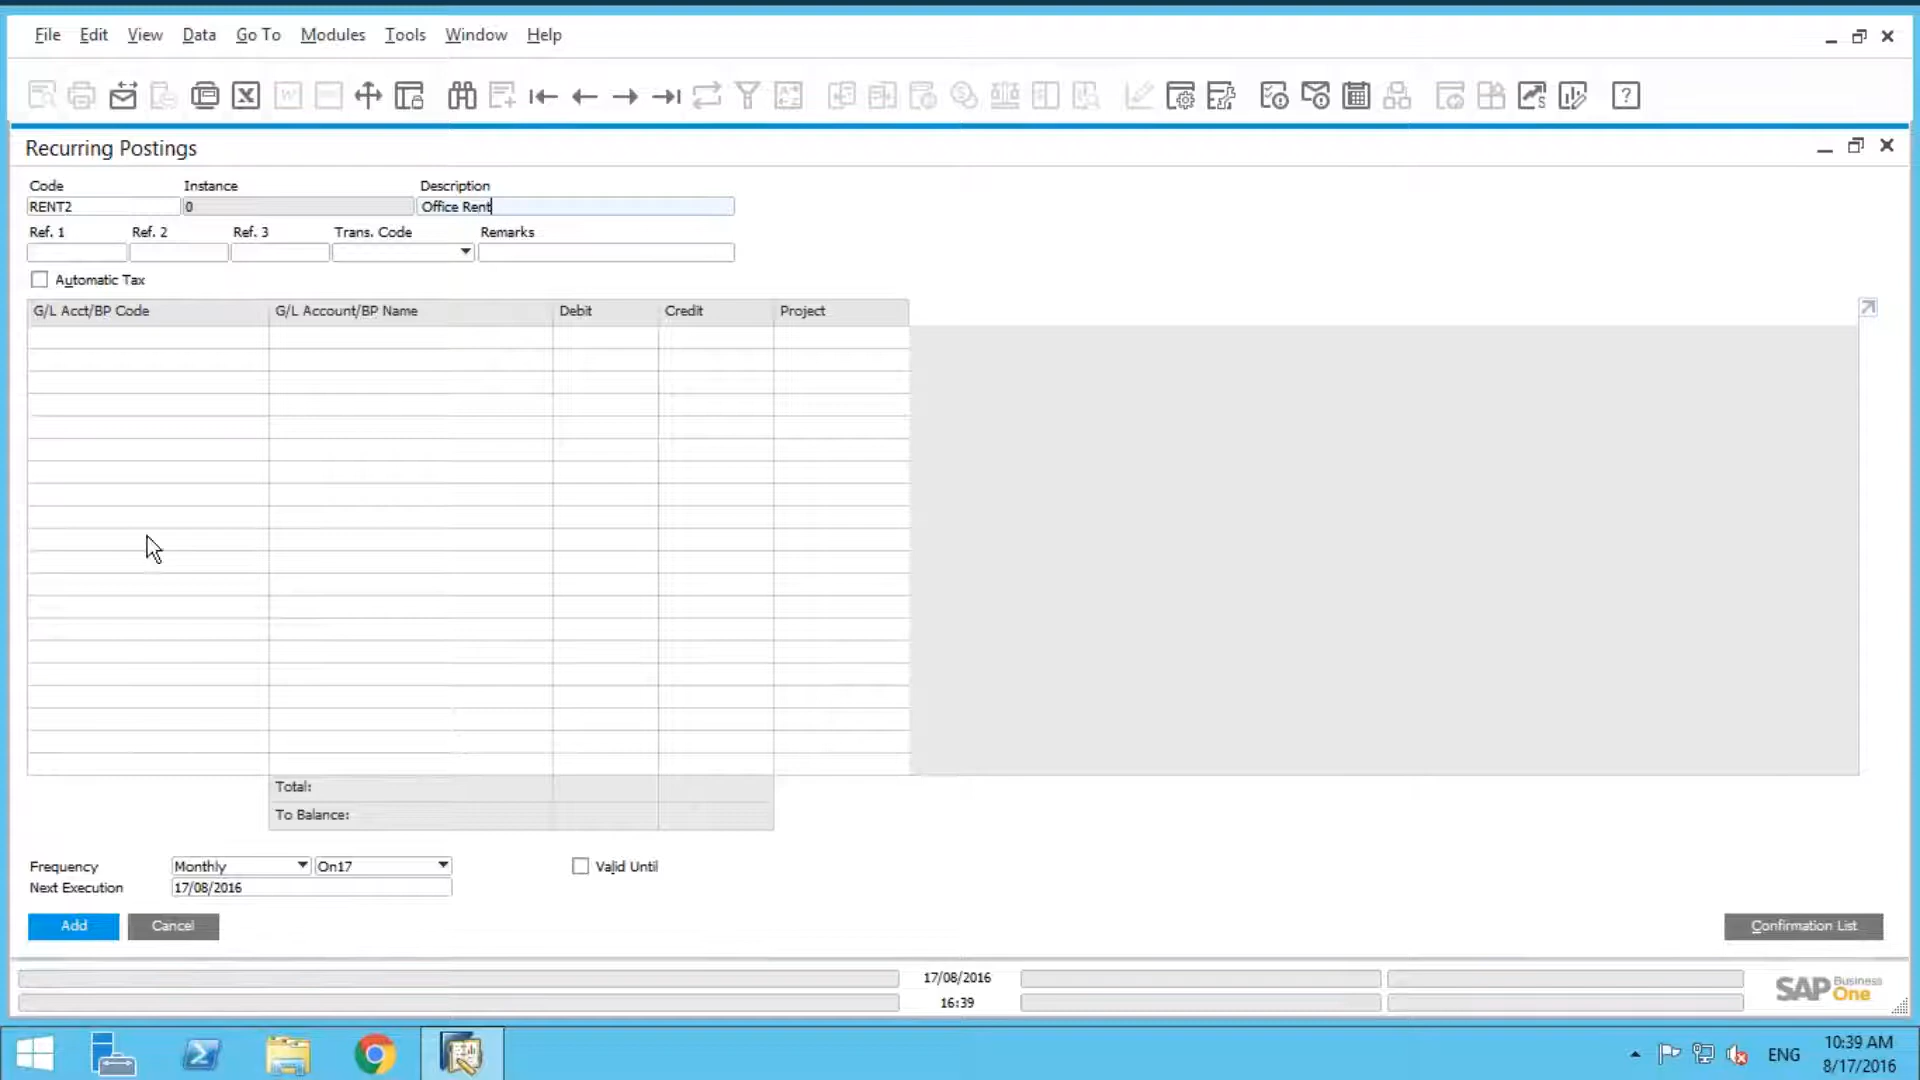 File Edit View Data Go To Modules Tools Window Help
Recurring Postings
Code Instance Description
RENT2 0 Office Rent
Ref. 1 Ref. 2 Ref. 3 Trans. Code Remarks
Automatic Tax
G/L Acct/BP Code G/L Account/BP Name Debit Credit Project
Total:
To Balance:
Frequency Monthly On17 Valid Until
Next Execution 17/08/2016
Add Cancel Confirmation List
17/08/2016
16:39
SAP Business One
ENG
10:39 AM
8/17/2016